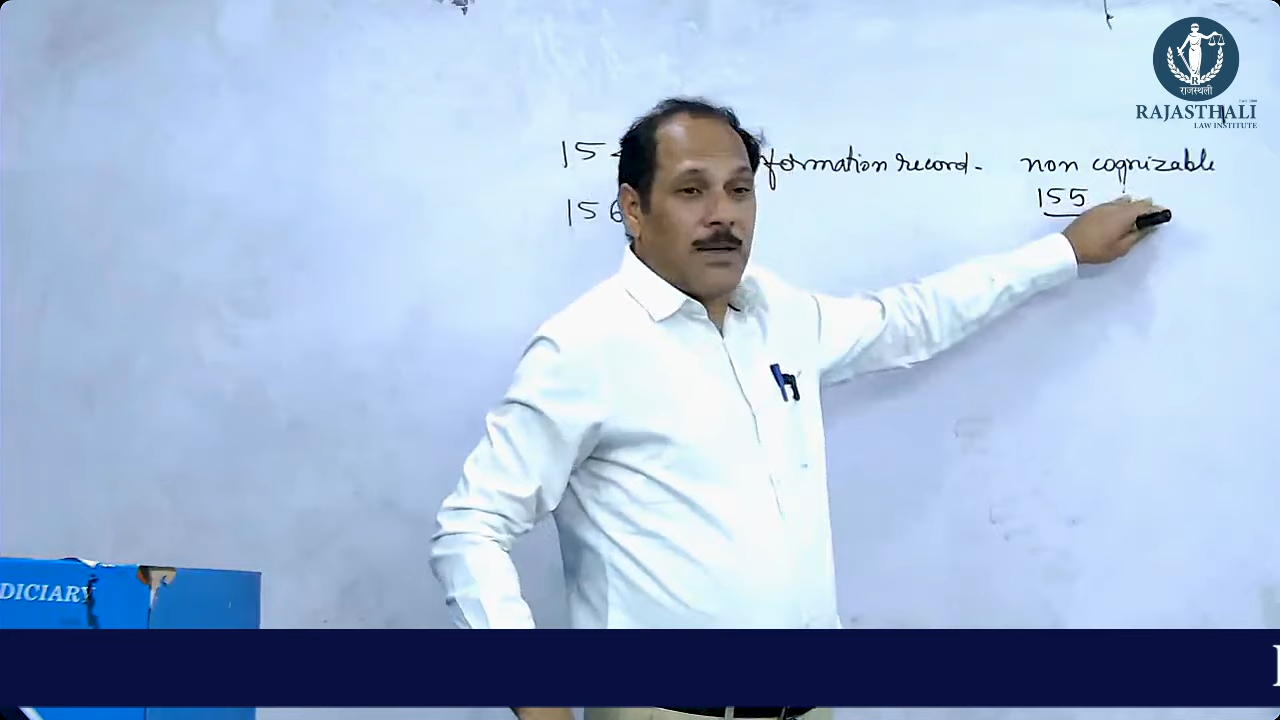 राजस्थली
RAJASTHALI
LAW INSTITUTE
15 formation record - non cognizable
156 155
DICIARY